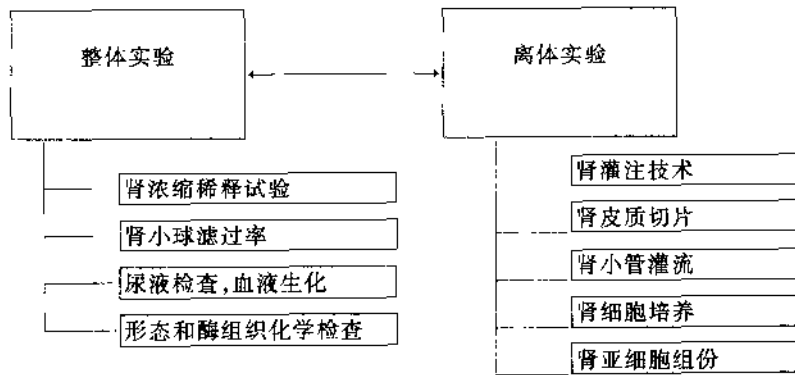 整体实验
离体实验
肾浓缩稀释试验
肾小球滤过率
尿液检查,血液生化
形态和酶组织化学检查
肾灌注技术
肾皮质切片
肾小管灌流
肾细胞培养
肾亚细胞组份